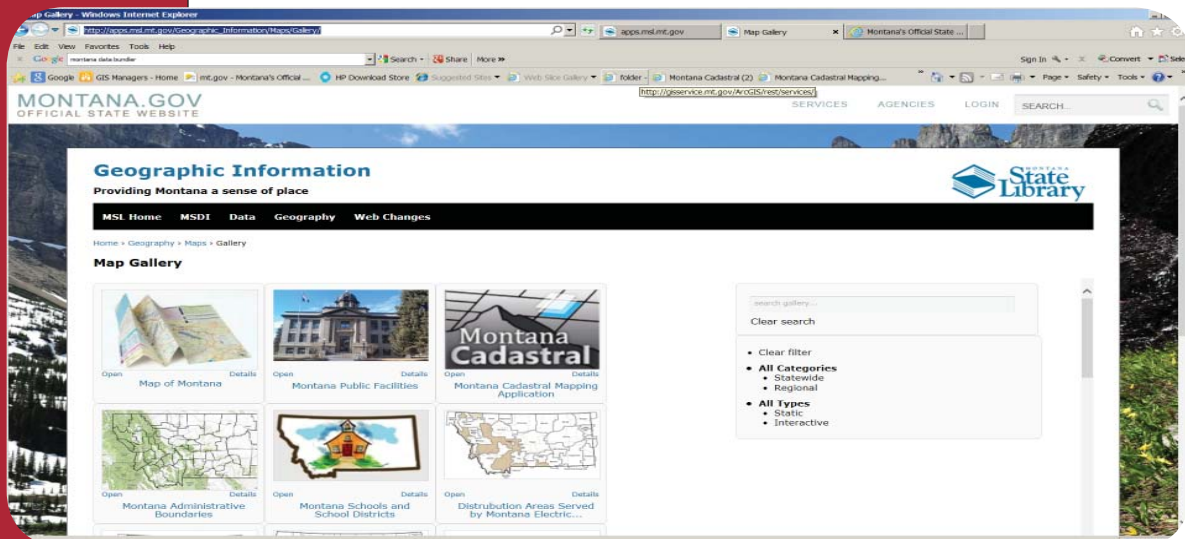 Map Gallery - Windows Internet Explorer
http://apps.msl.mt.gov/Geographic_Information/Maps/Gallery/
apps.msl.mt.gov
Map Gallery
Montana's Official State ...
File Edit View Favorites Tools Help
Google montana data bundler
Search
Share
More »
Sign In
Convert
Google
GIS Managers - Home
mt.gov - Montana's Official ...
HP Download Store
Suggested Sites
Web Slice Gallery
folder -
Montana Cadastral (2)
Montana Cadastral Mapping...
Page
Safety
Tools
http://gisservice.mt.gov/ArcGIS/rest/services/
MONTANA.GOV
OFFICIAL STATE WEBSITE
SERVICES AGENCIES LOGIN SEARCH...
Geographic Information
Providing Montana a sense of place
MONTANA
State
Library
MSL Home MSDI Data Geography Web Changes
Home › Geography › Maps › Gallery
Map Gallery
Montana
Cadastral
Open Details
Map of Montana
Open Details
Montana Public Facilities
Open Details
Montana Cadastral Mapping
Application
Open Details
Montana Administrative
Boundaries
Open Details
Montana Schools and
School Districts
Open Details
Distrubution Areas Served
by Montana Electric...
search gallery...
Clear search
• Clear filter
• All Categories
• Statewide
• Regional
• All Types
• Static
• Interactive